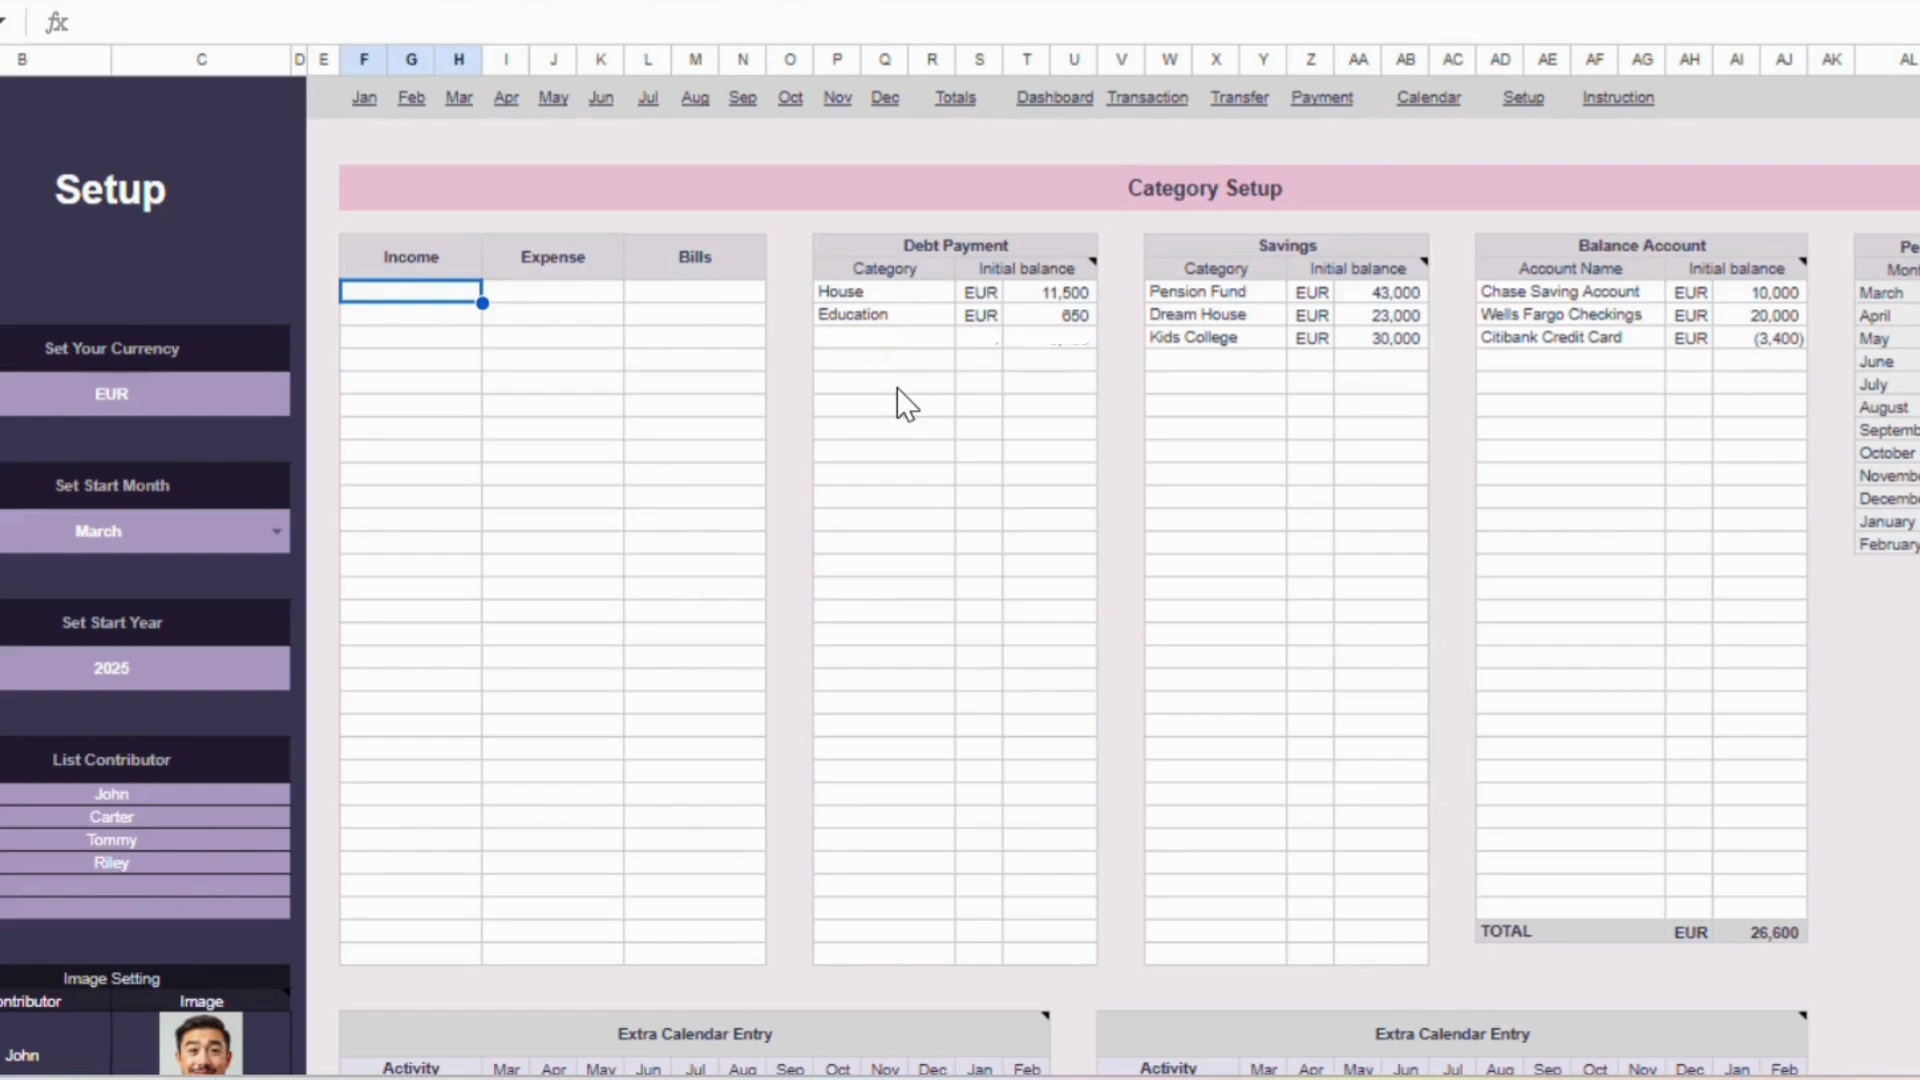 fx
B C D E F G H I J K L M N O P Q R S T U V W X Y Z AA AB AC AD AE AF AG AH AI AJ AK AL
Jan Feb Mar Apr May Jun Jul Aug Sep Oct Nov Dec Totals Dashboard Transaction Transfer Payment Calendar Setup Instruction
Setup
Set Your Currency
EUR
Set Start Month
March
Set Start Year
2025
List Contributor
John
Carter
Tommy
Riley
Image Setting
Image
John
Category Setup
Income Expense Bills
Debt Payment
Category Initial balance
House EUR 11,500
Education EUR 650
Savings
Category Initial balance
Pension Fund EUR 43,000
Dream House EUR 23,000
Kids College EUR 30,000
Balance Account
Account Name Initial balance
Chase Saving Account EUR 10,000
Wells Fargo Checkings EUR 20,000
Citibank Credit Card EUR (3,400)
TOTAL EUR 26,600
March
April
May
June
July
August
October
January
February
Extra Calendar Entry
Activity Mar Apr May Jun Jul Aug Sep Oct Nov Dec Jan Feb
Extra Calendar Entry
Activity Mar Apr May Jun Jul Aug Sep Oct Nov Dec Jan Feb